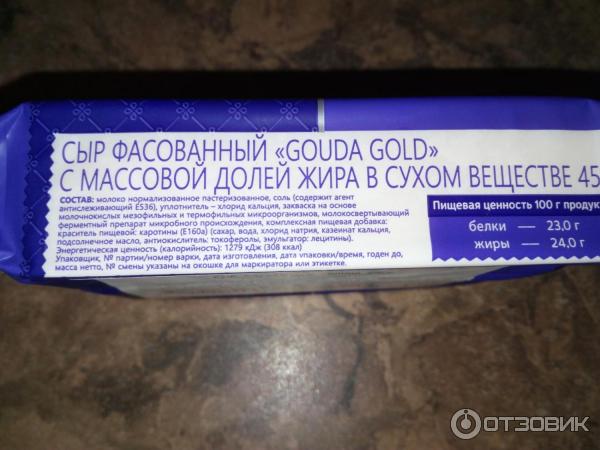 СЫР ФАСОВАННЫЙ «GOUDA GOLD»
С МАССОВОЙ ДОЛЕЙ ЖИРА В СУХОМ ВЕЩЕСТВЕ 45
СОСТАВ: молоко нормализованное пастеризованное, соль (содержит агент
антислеживающий Е536), уплотнитель – хлорид кальция, закваска на основе
молочнокислых мезофильных и термофильных микроорганизмов, молокосвертывающий
ферментный препарат микробного происхождения, комплексная пищевая добавка:
краситель пищевой: каротины (Е160а) (сахар, вода, хлорид натрия, казеинат кальция,
подсолнечное масло, антиокислитель: токоферолы, эмульгатор: лецитины).
Энергетическая ценность (калорийность): 1279 кДж (308 ккал)
Упаковщик, № партии/номер варки, дата изготовления, дата упаковки/время, годен до,
масса нетто, № смены указаны на окошке для маркиратора или этикетке.
Пищевая ценность 100 г продук
белки — 23,0 г
жиры — 24,0 г
ОТЗОВИК